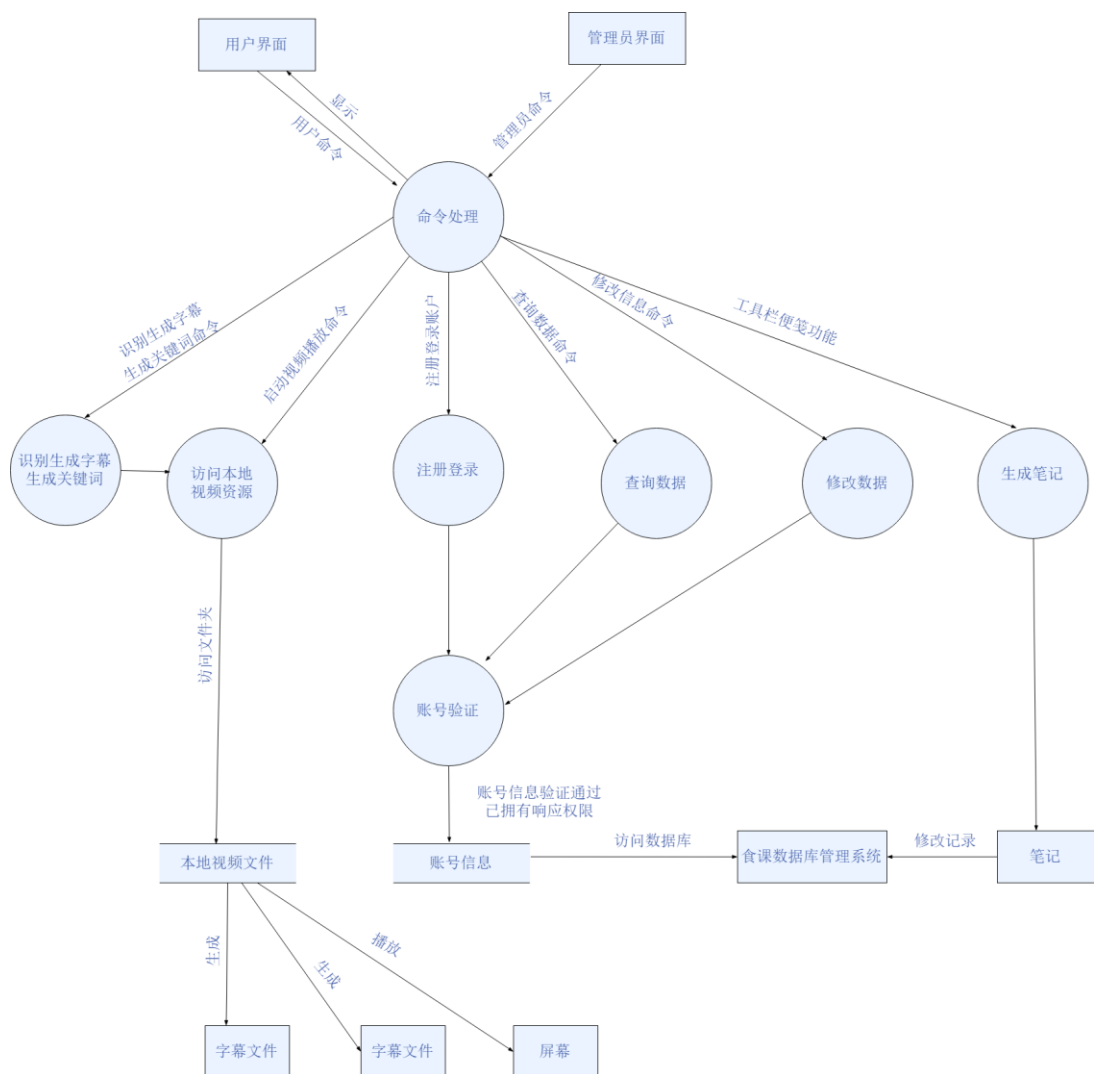 用户界面
管理员界面
显示
用户命令
管理员命令
命令处理
识别生成字幕
生成关键词命令
启动视频播放命令
注册登录账户
查询数据命令
修改信息命令
工具栏便笺功能
识别生成字幕
生成关键词
访问本地
视频资源
注册登录
查询数据
修改数据
生成笔记
访问文件夹
账号验证
账号信息验证通过
已拥有响应权限
本地视频文件
账号信息
访问数据库
食课数据库管理系统
修改记录
笔记
生成
生成
播放
字幕文件
字幕文件
屏幕